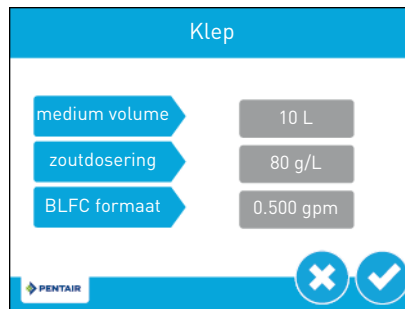 Klep
medium volume 10 L
zoutdosering 80 g/L
BLFC formaat 0.500 gpm
PENTAIR